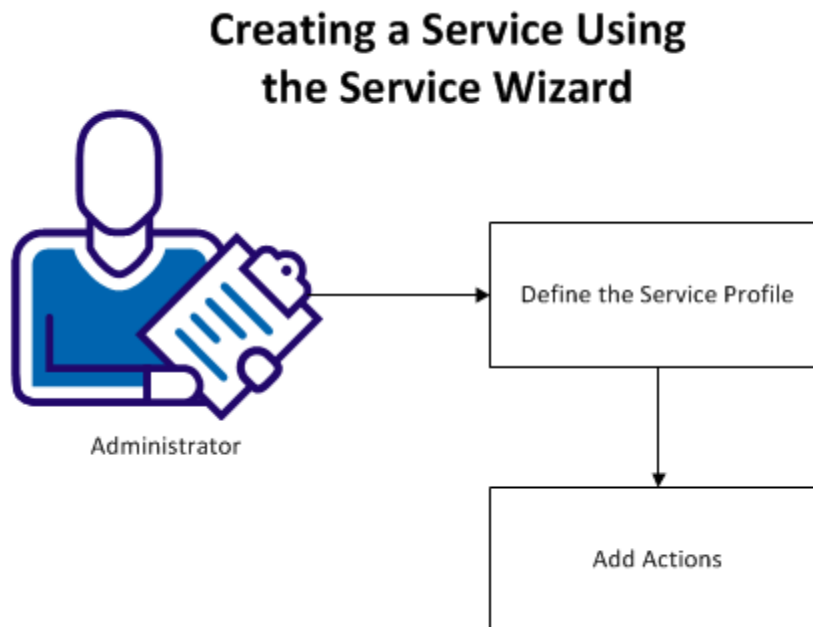 Creating a Service Using
the Service Wizard
Define the Service Profile
Administrator
Add Actions